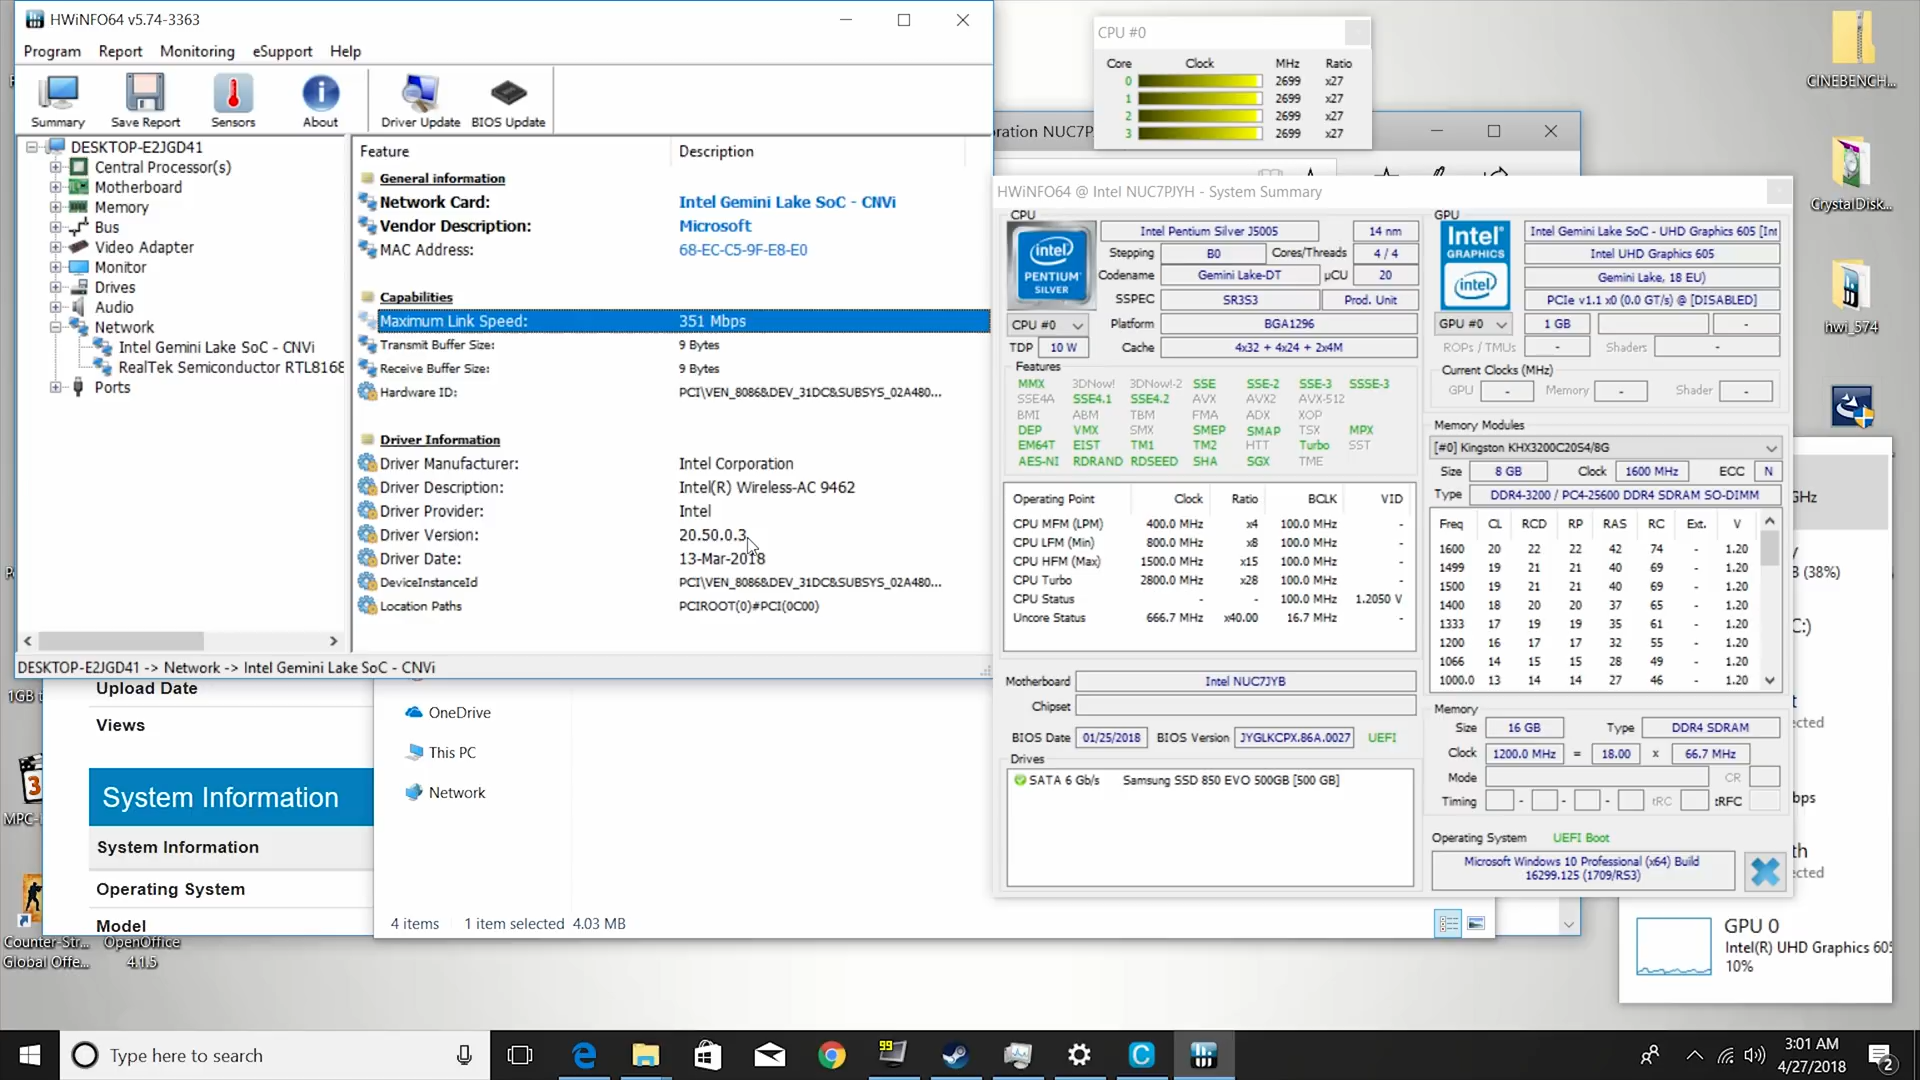 HWiNFO64 v5.74-3363
Program Report Monitoring eSupport Help
Summary Save Report Sensors About Driver Update BIOS Update
DESKTOP-E2JGD41
Central Processor(s)
Motherboard
Memory
Bus
Video Adapter
Monitor
Drives
Audio
Network
Intel Gemini Lake SoC - CNVi
RealTek Semiconductor RTL8168
Ports
Feature Description
General information
Network Card: Intel Gemini Lake SoC - CNVi
Vendor Description: Microsoft
MAC Address: 68-EC-C5-9F-E8-E0
Capabilities
Maximum Link Speed: 351 Mbps
Transmit Buffer Size: 9 Bytes
Receive Buffer Size: 9 Bytes
Hardware ID: PCI\VEN_8086&DEV_31DC&SUBSYS_02A480...
Driver Information
Driver Manufacturer: Intel Corporation
Driver Description: Intel(R) Wireless-AC 9462
Driver Provider: Intel
Driver Version: 20.50.0.3
Driver Date: 13-Mar-2018
DeviceInstanceId PCI\VEN_8086&DEV_31DC&SUBSYS_02A480...
Location Paths PCIROOT(0)#PCI(0C00)
DESKTOP-E2JGD41 -> Network -> Intel Gemini Lake SoC - CNVi
CPU #0
Core Clock MHz Ratio
0 2699 x27
1 2699 x27
2 2699 x27
3 2699 x27
oration NUC7P
HWiNFO64 @ Intel NUC7PJYH - System Summary
CPU
intel PENTIUM SILVER
Intel Pentium Silver J5005 14 nm
Stepping B0 Cores/Threads 4 / 4
Codename Gemini Lake-DT µCU 20
SSPEC SR3S3 Prod. Unit
CPU #0 Platform BGA1296
TDP 10 W Cache 4x32 + 4x24 + 2x4M
Features
MMX 3DNow! 3DNow!-2 SSE SSE-2 SSE-3 SSSE-3
SSE4A SSE4.1 SSE4.2 AVX AVX2 AVX-512
BMI ABM TBM FMA ADX XOP
DEP VMX SMX SMEP SMAP TSX MPX
EM64T EIST TM1 TM2 HTT Turbo SST
AES-NI RDRAND RDSEED SHA SGX TME
Operating Point Clock Ratio BCLK VID
CPU MFM (LPM) 400.0 MHz x4 100.0 MHz -
CPU LFM (Min) 800.0 MHz x8 100.0 MHz -
CPU HFM (Max) 1500.0 MHz x15 100.0 MHz -
CPU Turbo 2800.0 MHz x28 100.0 MHz -
CPU Status - - 100.0 MHz 1.2050 V
Uncore Status 666.7 MHz x40.00 16.7 MHz -
Motherboard Intel NUC7JYB
Chipset
BIOS Date 01/25/2018 BIOS Version JYGLKCPX.86A.0027 UEFI
Drives
SATA 6 Gb/s Samsung SSD 850 EVO 500GB [500 GB]
GPU
Intel GRAPHICS intel
Intel Gemini Lake SoC - UHD Graphics 605 [Int
Intel UHD Graphics 605
Gemini Lake, 18 EU)
PCIe v1.1 x0 (0.0 GT/s) @ [DISABLED]
GPU #0 1 GB -
ROPs / TMUs - Shaders -
Current Clocks (MHz)
GPU - Memory - Shader -
Memory Modules
[#0] Kingston KHX3200C20S4/8G
Size 8 GB Clock 1600 MHz ECC N
Type DDR4-3200 / PC4-25600 DDR4 SDRAM SO-DIMM
Freq CL RCD RP RAS RC Ext. V
1600 20 22 22 42 74 - 1.20
1499 19 21 21 40 69 - 1.20
1500 19 21 21 40 69 - 1.20
1400 18 20 20 37 65 - 1.20
1333 17 19 19 35 61 - 1.20
1200 16 17 17 32 55 - 1.20
1066 14 15 15 28 49 - 1.20
1000.0 13 14 14 27 46 - 1.20
Memory
Size 16 GB Type DDR4 SDRAM
Clock 1200.0 MHz = 18.00 x 66.7 MHz
Mode CR
Timing - - - tRC tRFC
Operating System UEFI Boot
Microsoft Windows 10 Professional (x64) Build
16299.125 (1709/RS3)
CINEBENCH...
CrystalDisk...
hwi_574
GHz
(38%)
C:)
ected
bps
th
ected
GPU 0
Intel(R) UHD Graphics 605
10%
1GB
MPC-
Counter-Str...
Global Offe...
OpenOffice
4.1.5
Upload Date
Views
System Information
System Information
Operating System
Model
OneDrive
This PC
Network
4 items 1 item selected 4.03 MB
Type here to search
99
3:01 AM
4/27/2018
2